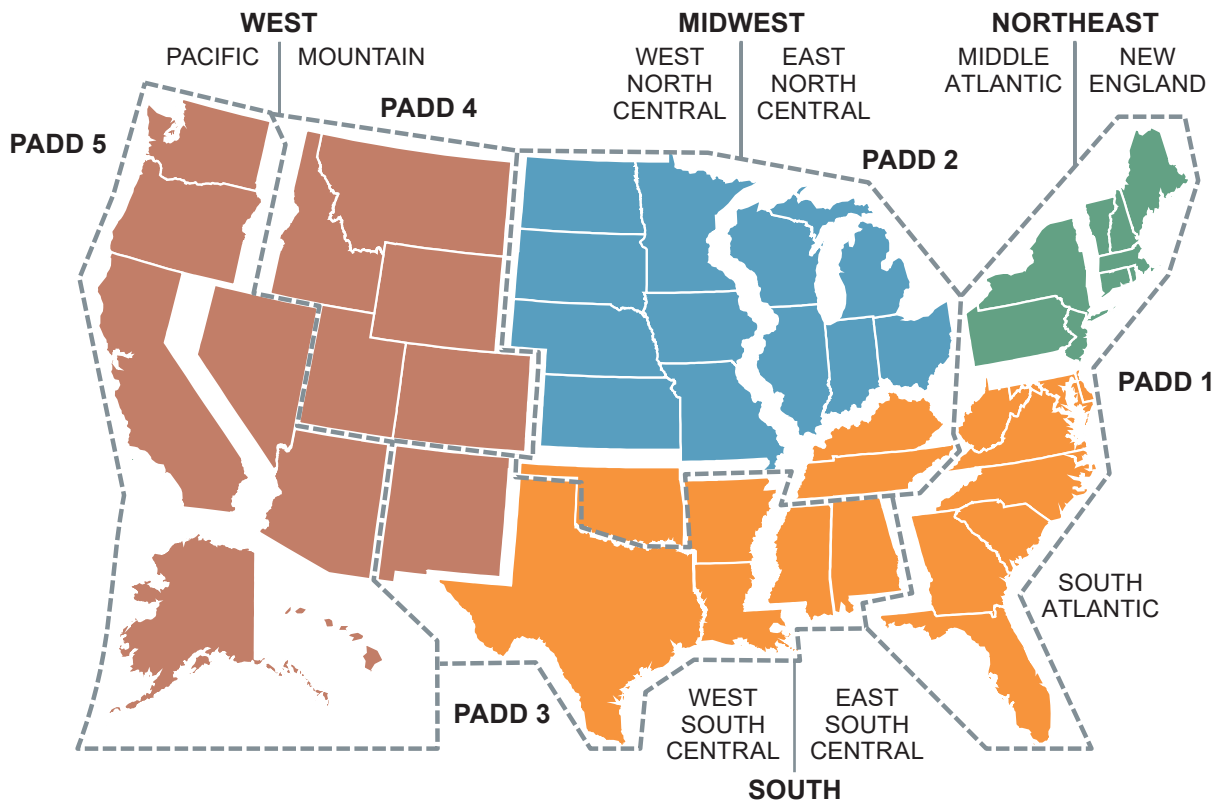 WEST
PACIFIC
MOUNTAIN
MIDWEST
WEST
NORTH
CENTRAL
EAST
NORTH
CENTRAL
NORTHEAST
MIDDLE
ATLANTIC
NEW
ENGLAND
PADD 5
PADD 4
PADD 2
PADD 1
SOUTH
ATLANTIC
PADD 3
WEST
SOUTH
CENTRAL
EAST
SOUTH
CENTRAL
SOUTH